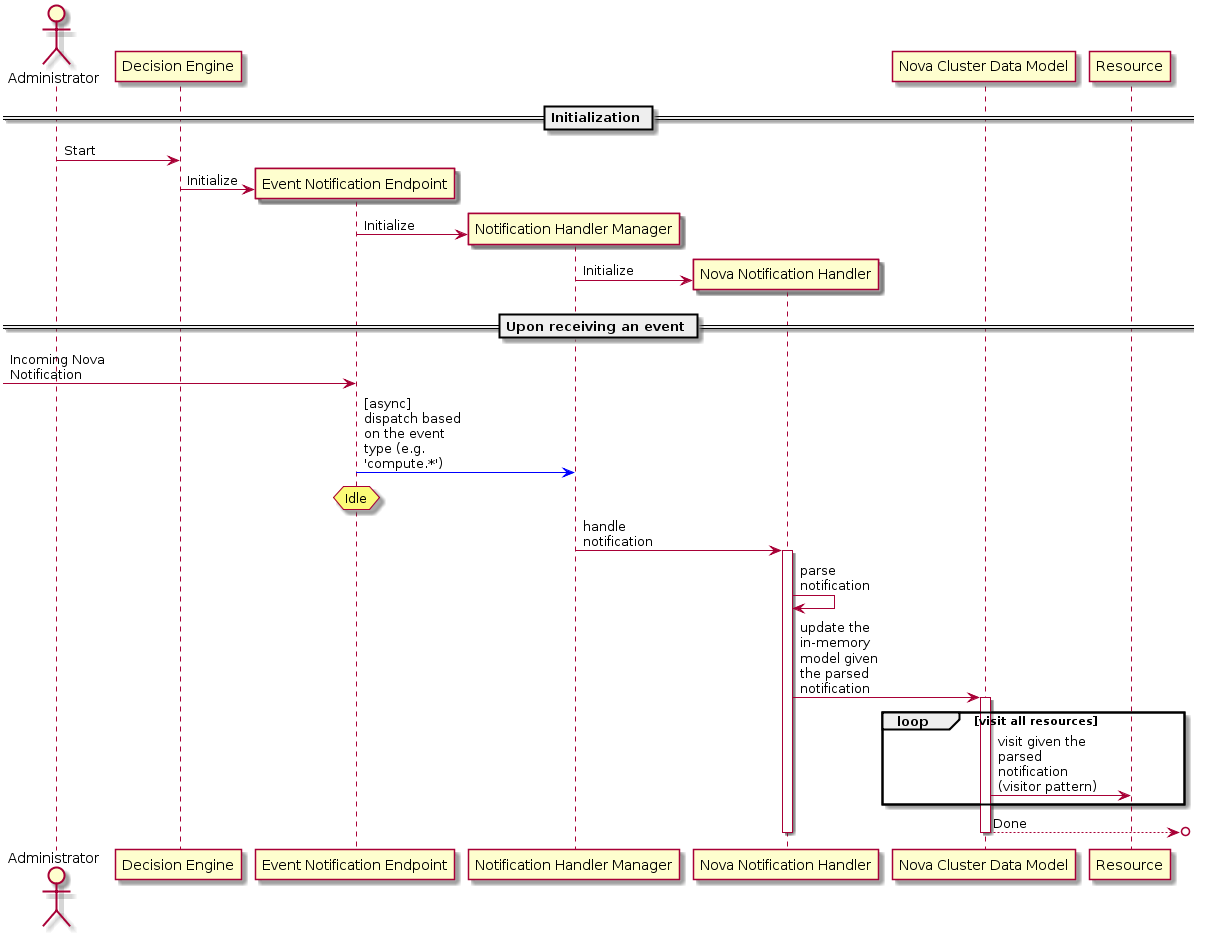 Administrator
Decision Engine
Nova Cluster Data Model
Resource
Initialization
Start
Initialize
Event Notification Endpoint
Initialize
Notification Handler Manager
Initialize
Nova Notification Handler
Upon receiving an event
Incoming Nova
Notification
[async]
dispatch based
on the event
type (e.g.
'compute.*')
Idle
handle
notification
parse
notification
update the
in-memory
model given
the parsed
notification
loop
[visit all resources]
visit given the
parsed
notification
(visitor pattern)
Done
Administrator
Decision Engine
Event Notification Endpoint
Notification Handler Manager
Nova Notification Handler
Nova Cluster Data Model
Resource